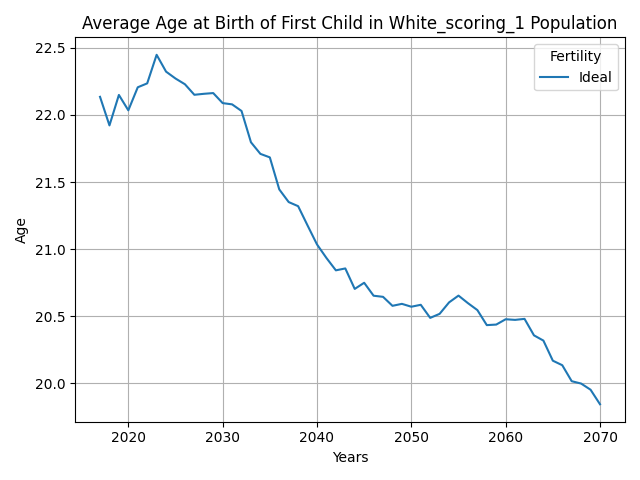 Average Age at Birth of First Child in White_scoring_1 Population
Fertility
Ideal
22.5
22.0
21.5
21.0
20.5
20.0
Age
2020 2030 2040 2050 2060 2070
Years